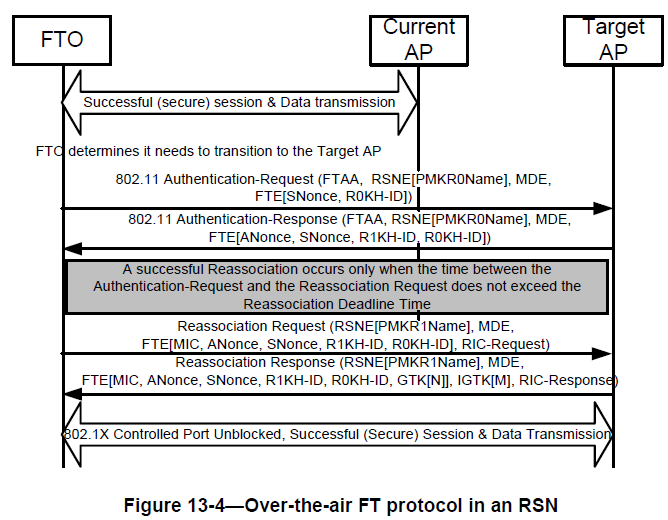 FTO
Current
AP
Target
AP
Successful (secure) session & Data transmission
FTO determines it needs to transition to the Target AP
802.11 Authentication-Request (FTAA, RSNE[PMKR0Name], MDE,
FTE[SNonce, R0KH-ID])
802.11 Authentication-Response (FTAA, RSNE[PMKR0Name], MDE,
FTE[ANonce, SNonce, R1KH-ID, R0KH-ID])
A successful Reassociation occurs only when the time between the
Authentication-Request and the Reassociation Request does not exceed the
Reassociation Deadline Time
Reassociation Request (RSNE[PMKR1Name], MDE,
FTE[MIC, ANonce, SNonce, R1KH-ID, R0KH-ID], RIC-Request)
Reassociation Response (RSNE[PMKR1Name], MDE,
FTE[MIC, ANonce, SNonce, R1KH-ID, R0KH-ID, GTK[N]], IGTK[M], RIC-Response)
802.1X Controlled Port Unblocked, Successful (Secure) Session & Data Transmission
Figure 13-4—Over-the-air FT protocol in an RSN